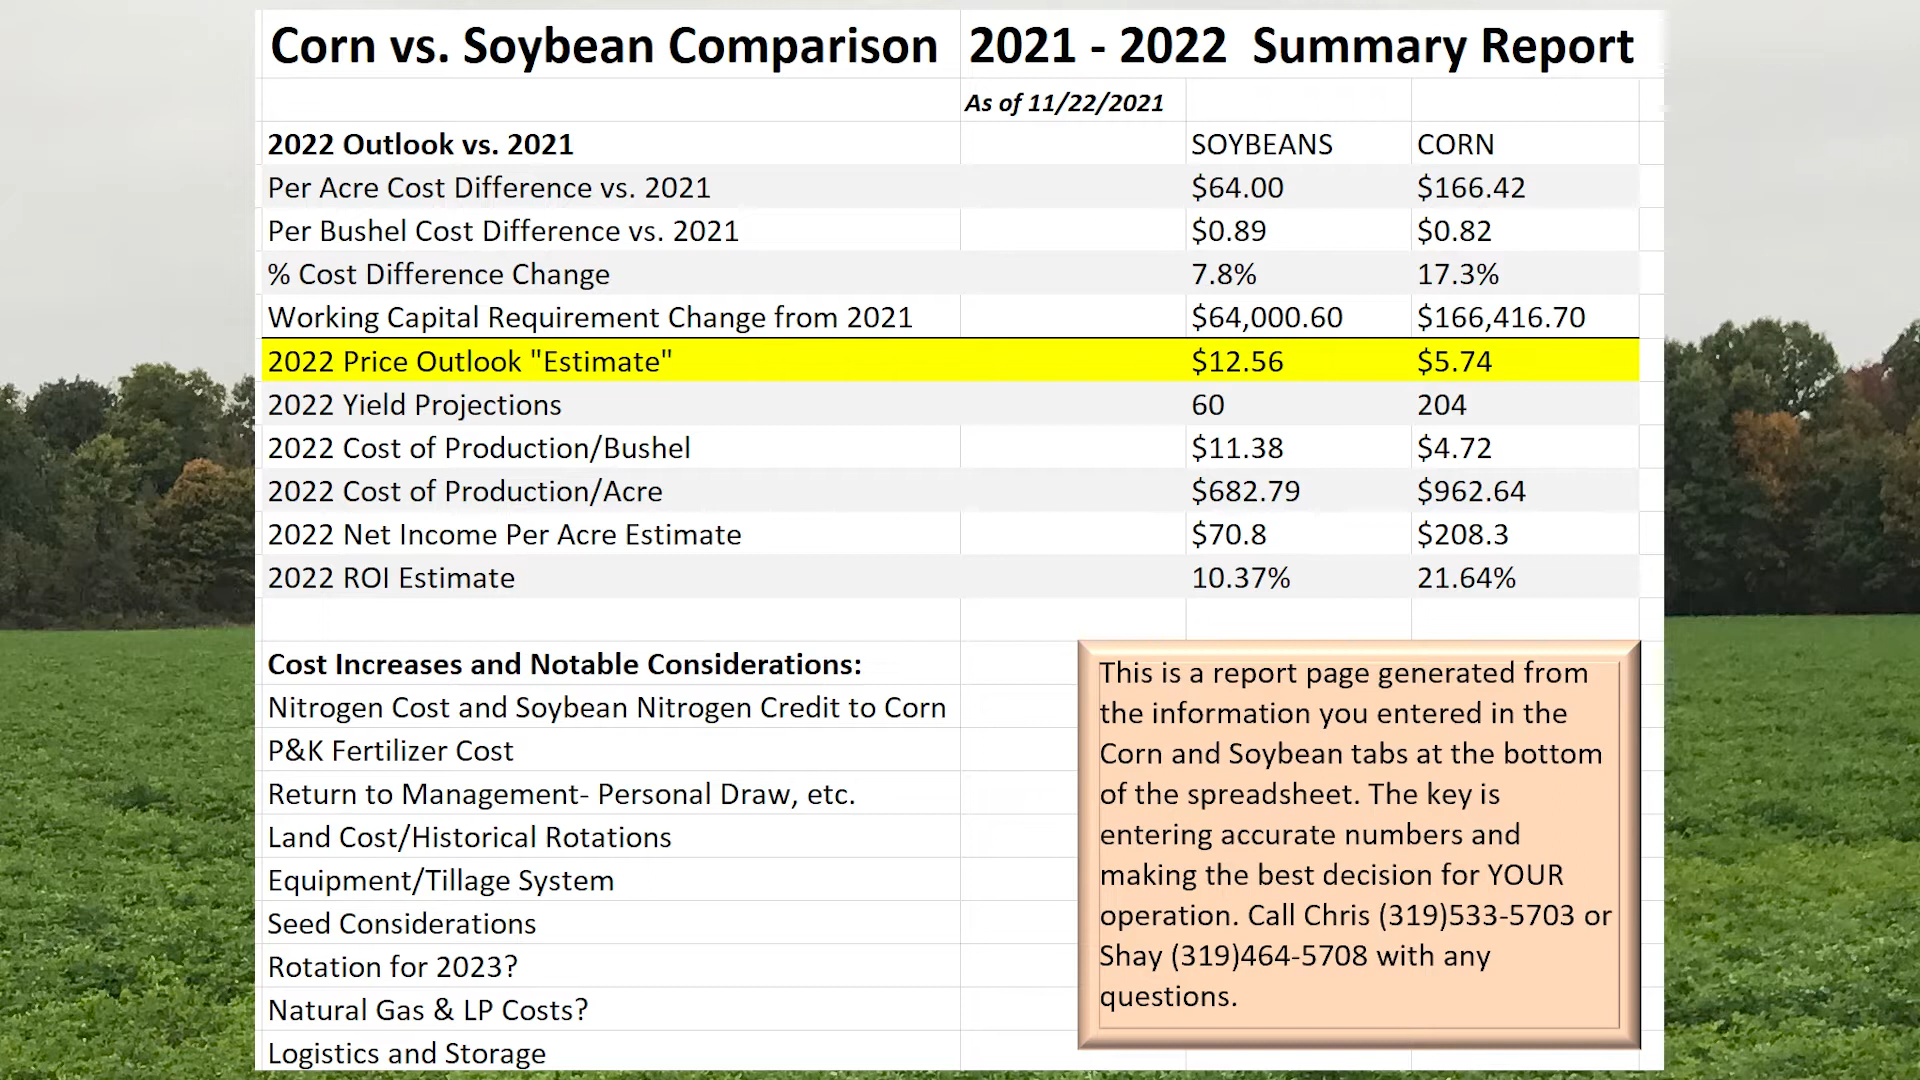 Corn vs. Soybean Comparison 2021 - 2022 Summary Report
As of 11/22/2021
2022 Outlook vs. 2021 SOYBEANS CORN
Per Acre Cost Difference vs. 2021 $64.00 $166.42
Per Bushel Cost Difference vs. 2021 $0.89 $0.82
% Cost Difference Change 7.8% 17.3%
Working Capital Requirement Change from 2021 $64,000.60 $166,416.70
2022 Price Outlook "Estimate" $12.56 $5.74
2022 Yield Projections 60 204
2022 Cost of Production/Bushel $11.38 $4.72
2022 Cost of Production/Acre $682.79 $962.64
2022 Net Income Per Acre Estimate $70.8 $208.3
2022 ROI Estimate 10.37% 21.64%
Cost Increases and Notable Considerations:
Nitrogen Cost and Soybean Nitrogen Credit to Corn
P&K Fertilizer Cost
Return to Management- Personal Draw, etc.
Land Cost/Historical Rotations
Equipment/Tillage System
Seed Considerations
Rotation for 2023?
Natural Gas & LP Costs?
Logistics and Storage
This is a report page generated from
the information you entered in the
Corn and Soybean tabs at the bottom
of the spreadsheet. The key is
entering accurate numbers and
making the best decision for YOUR
operation. Call Chris (319)533-5703 or
Shay (319)464-5708 with any
questions.